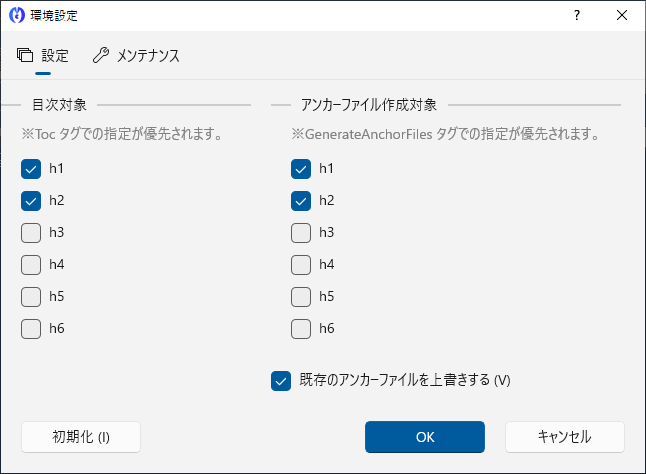 環境設定
?
設定
メンテナンス
目次対象
※Toc タグでの指定が優先されます。
h1
h2
h3
h4
h5
h6
アンカーファイル作成対象
※GenerateAnchorFiles タグでの指定が優先されます。
h1
h2
h3
h4
h5
h6
既存のアンカーファイルを上書きする (V)
初期化 (I)
OK
キャンセル